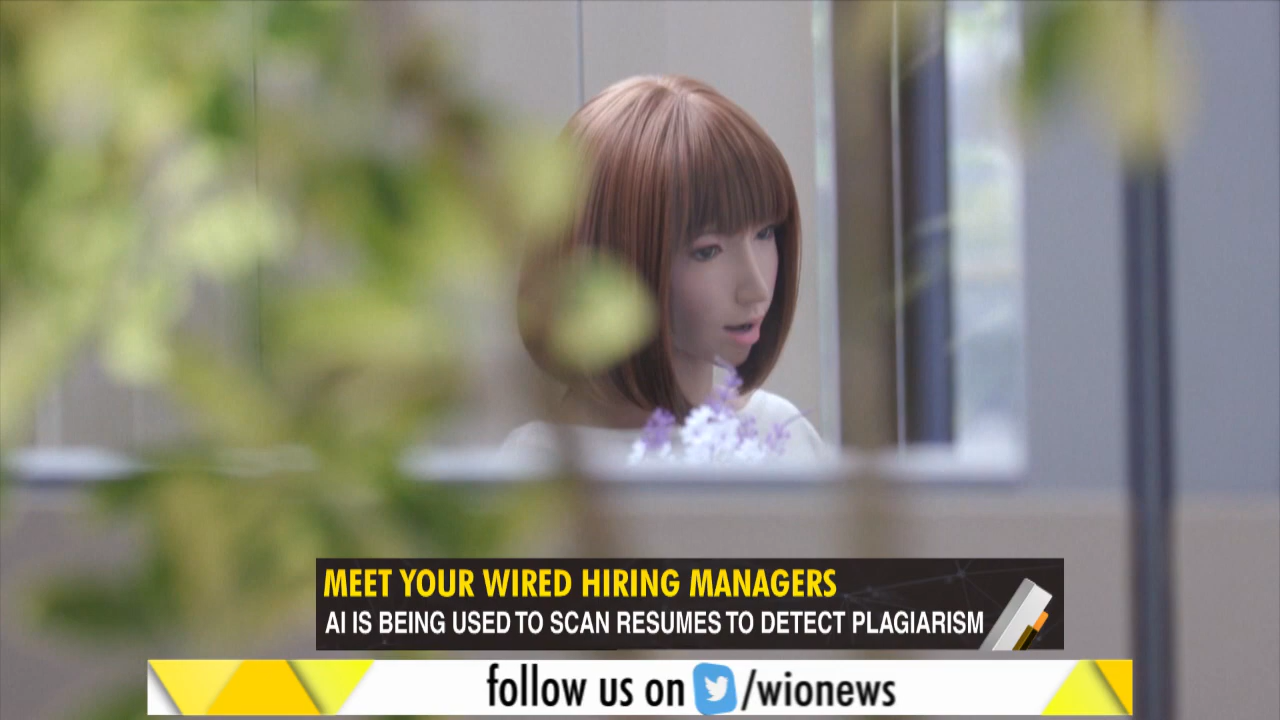 MEET YOUR WIRED HIRING MANAGERS
AI IS BEING USED TO SCAN RESUMES TO DETECT PLAGIARISM
follow us on /wionews